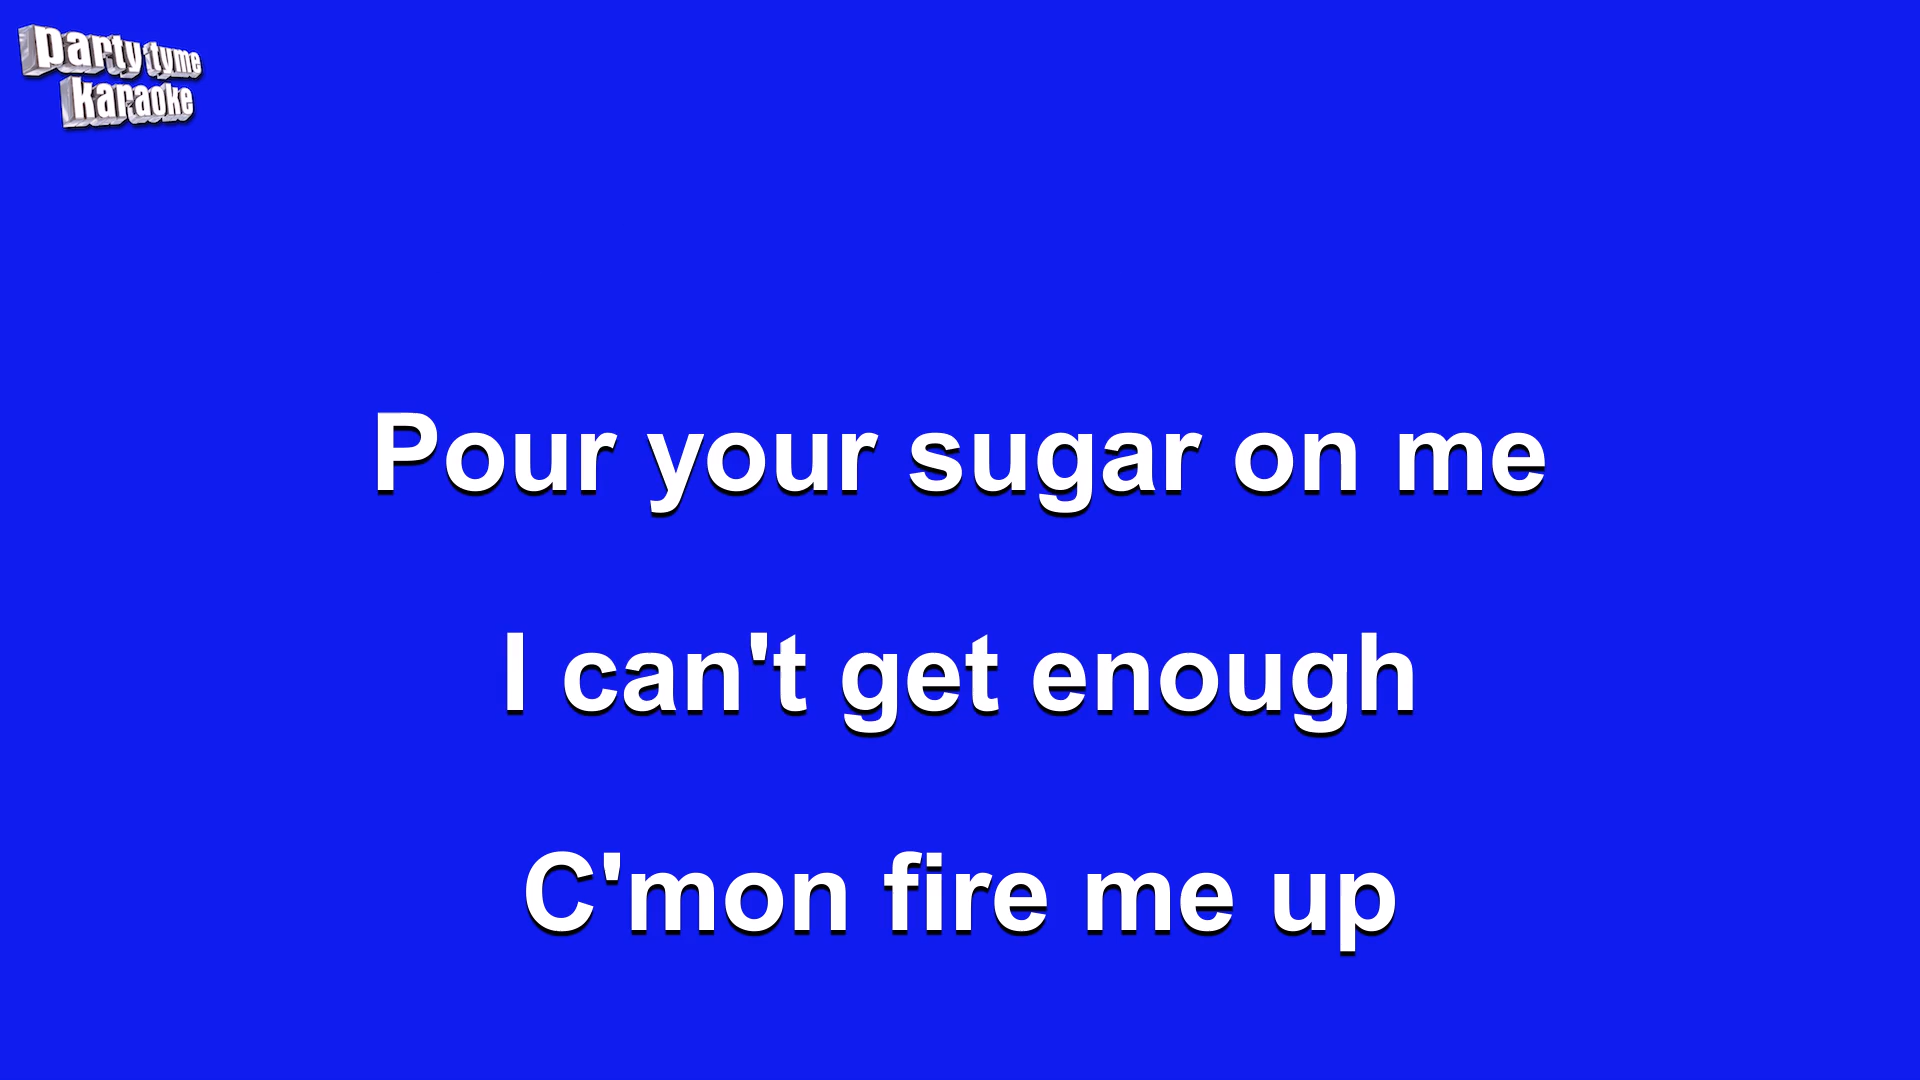 party tyme
karaoke
Pour your sugar on me
I can't get enough
C'mon fire me up